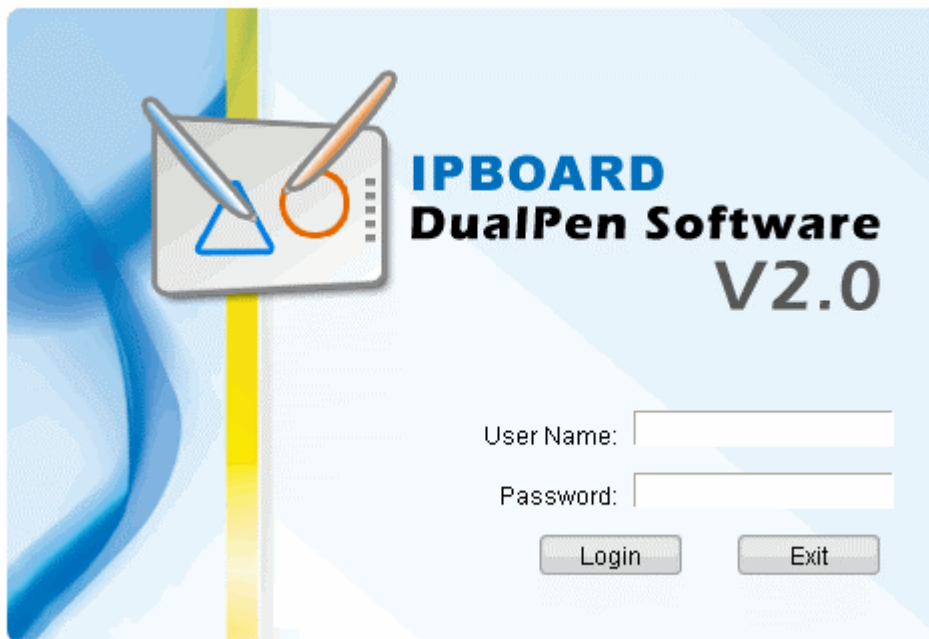 IPBOARD
DualPen Software
V2.0
User Name:
Password:
Login Exit